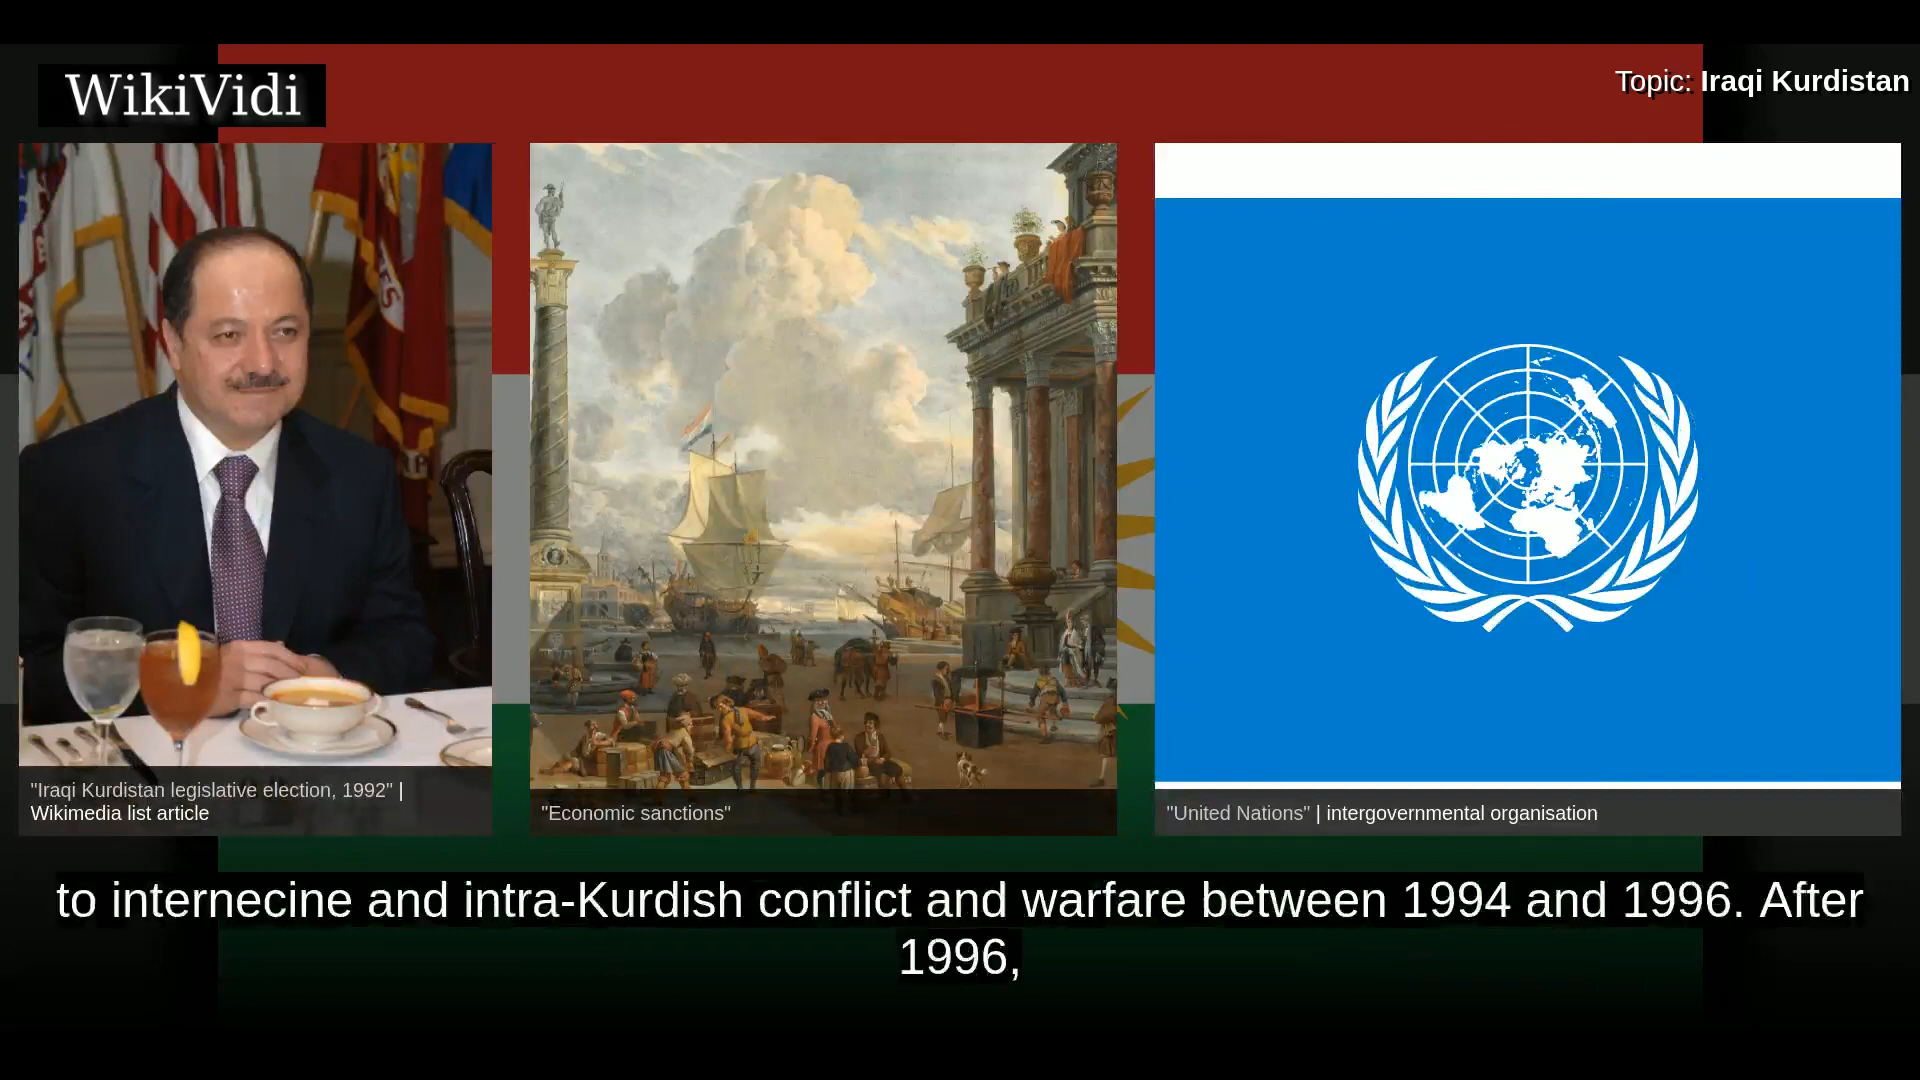 WikiVidi
Topic: Iraqi Kurdistan
"Iraqi Kurdistan legislative election, 1992" |
Wikimedia list article
"Economic sanctions"
"United Nations" | intergovernmental organisation
to internecine and intra-Kurdish conflict and warfare between 1994 and 1996. After
1996,